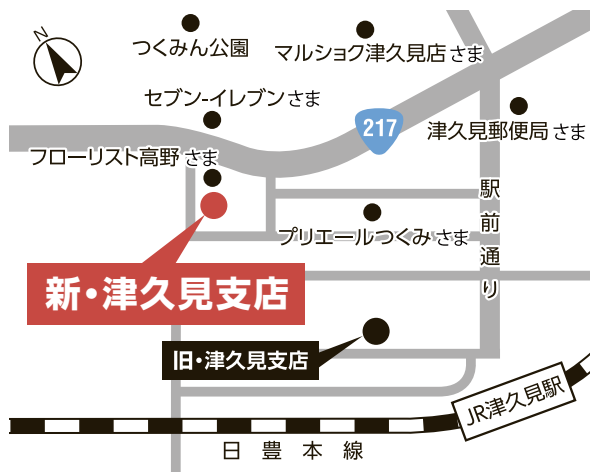 N
つくみん公園
マルショク津久見店さま
セブン-イレブンさま
217
津久見郵便局さま
フローリスト高野さま
駅前通り
プリエールつくみさま
新・津久見支店
旧・津久見支店
JR津久見駅
日豊本線